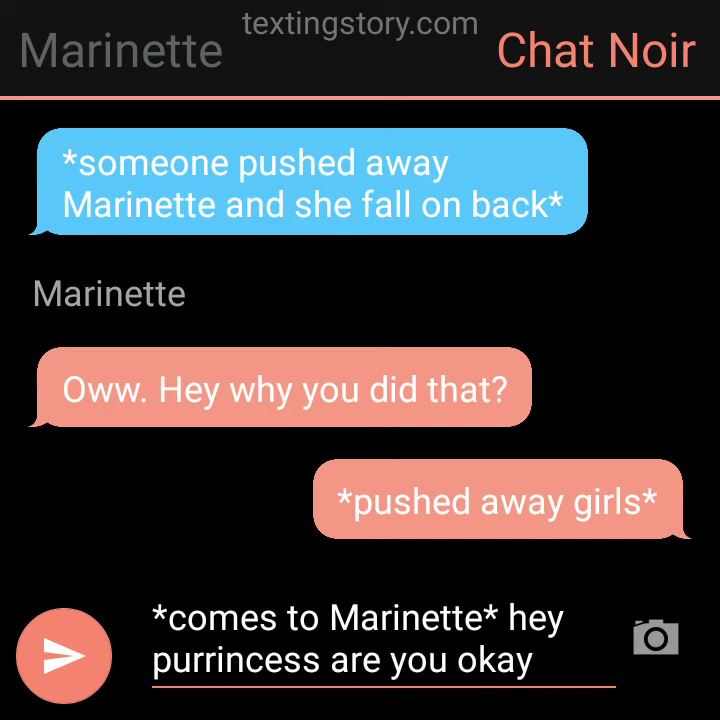 textingstory.com
Marinette
Chat Noir
*someone pushed away
Marinette and she fall on back*
Marinette
Oww. Hey why you did that?
*pushed away girls*
*comes to Marinette* hey
purrincess are you okay